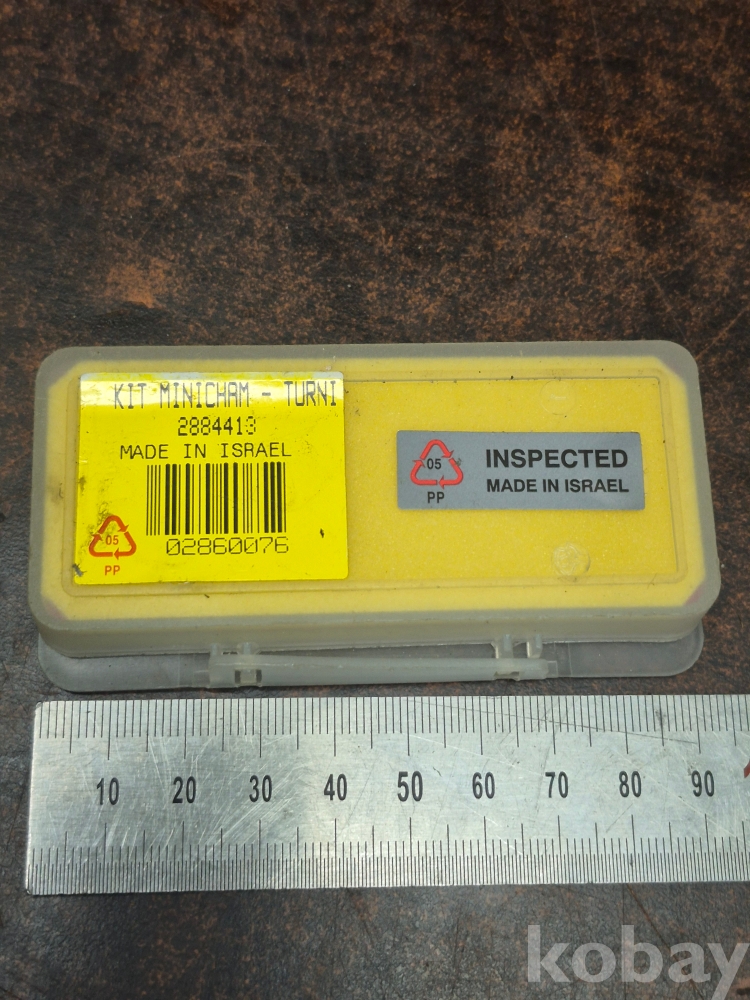 KIT MINICHAM - TURNI
2884413
MADE IN ISRAEL
05
PP
02860076
05
PP
INSPECTED
MADE IN ISRAEL
10 20 30 40 50 60 70 80 90
kobay